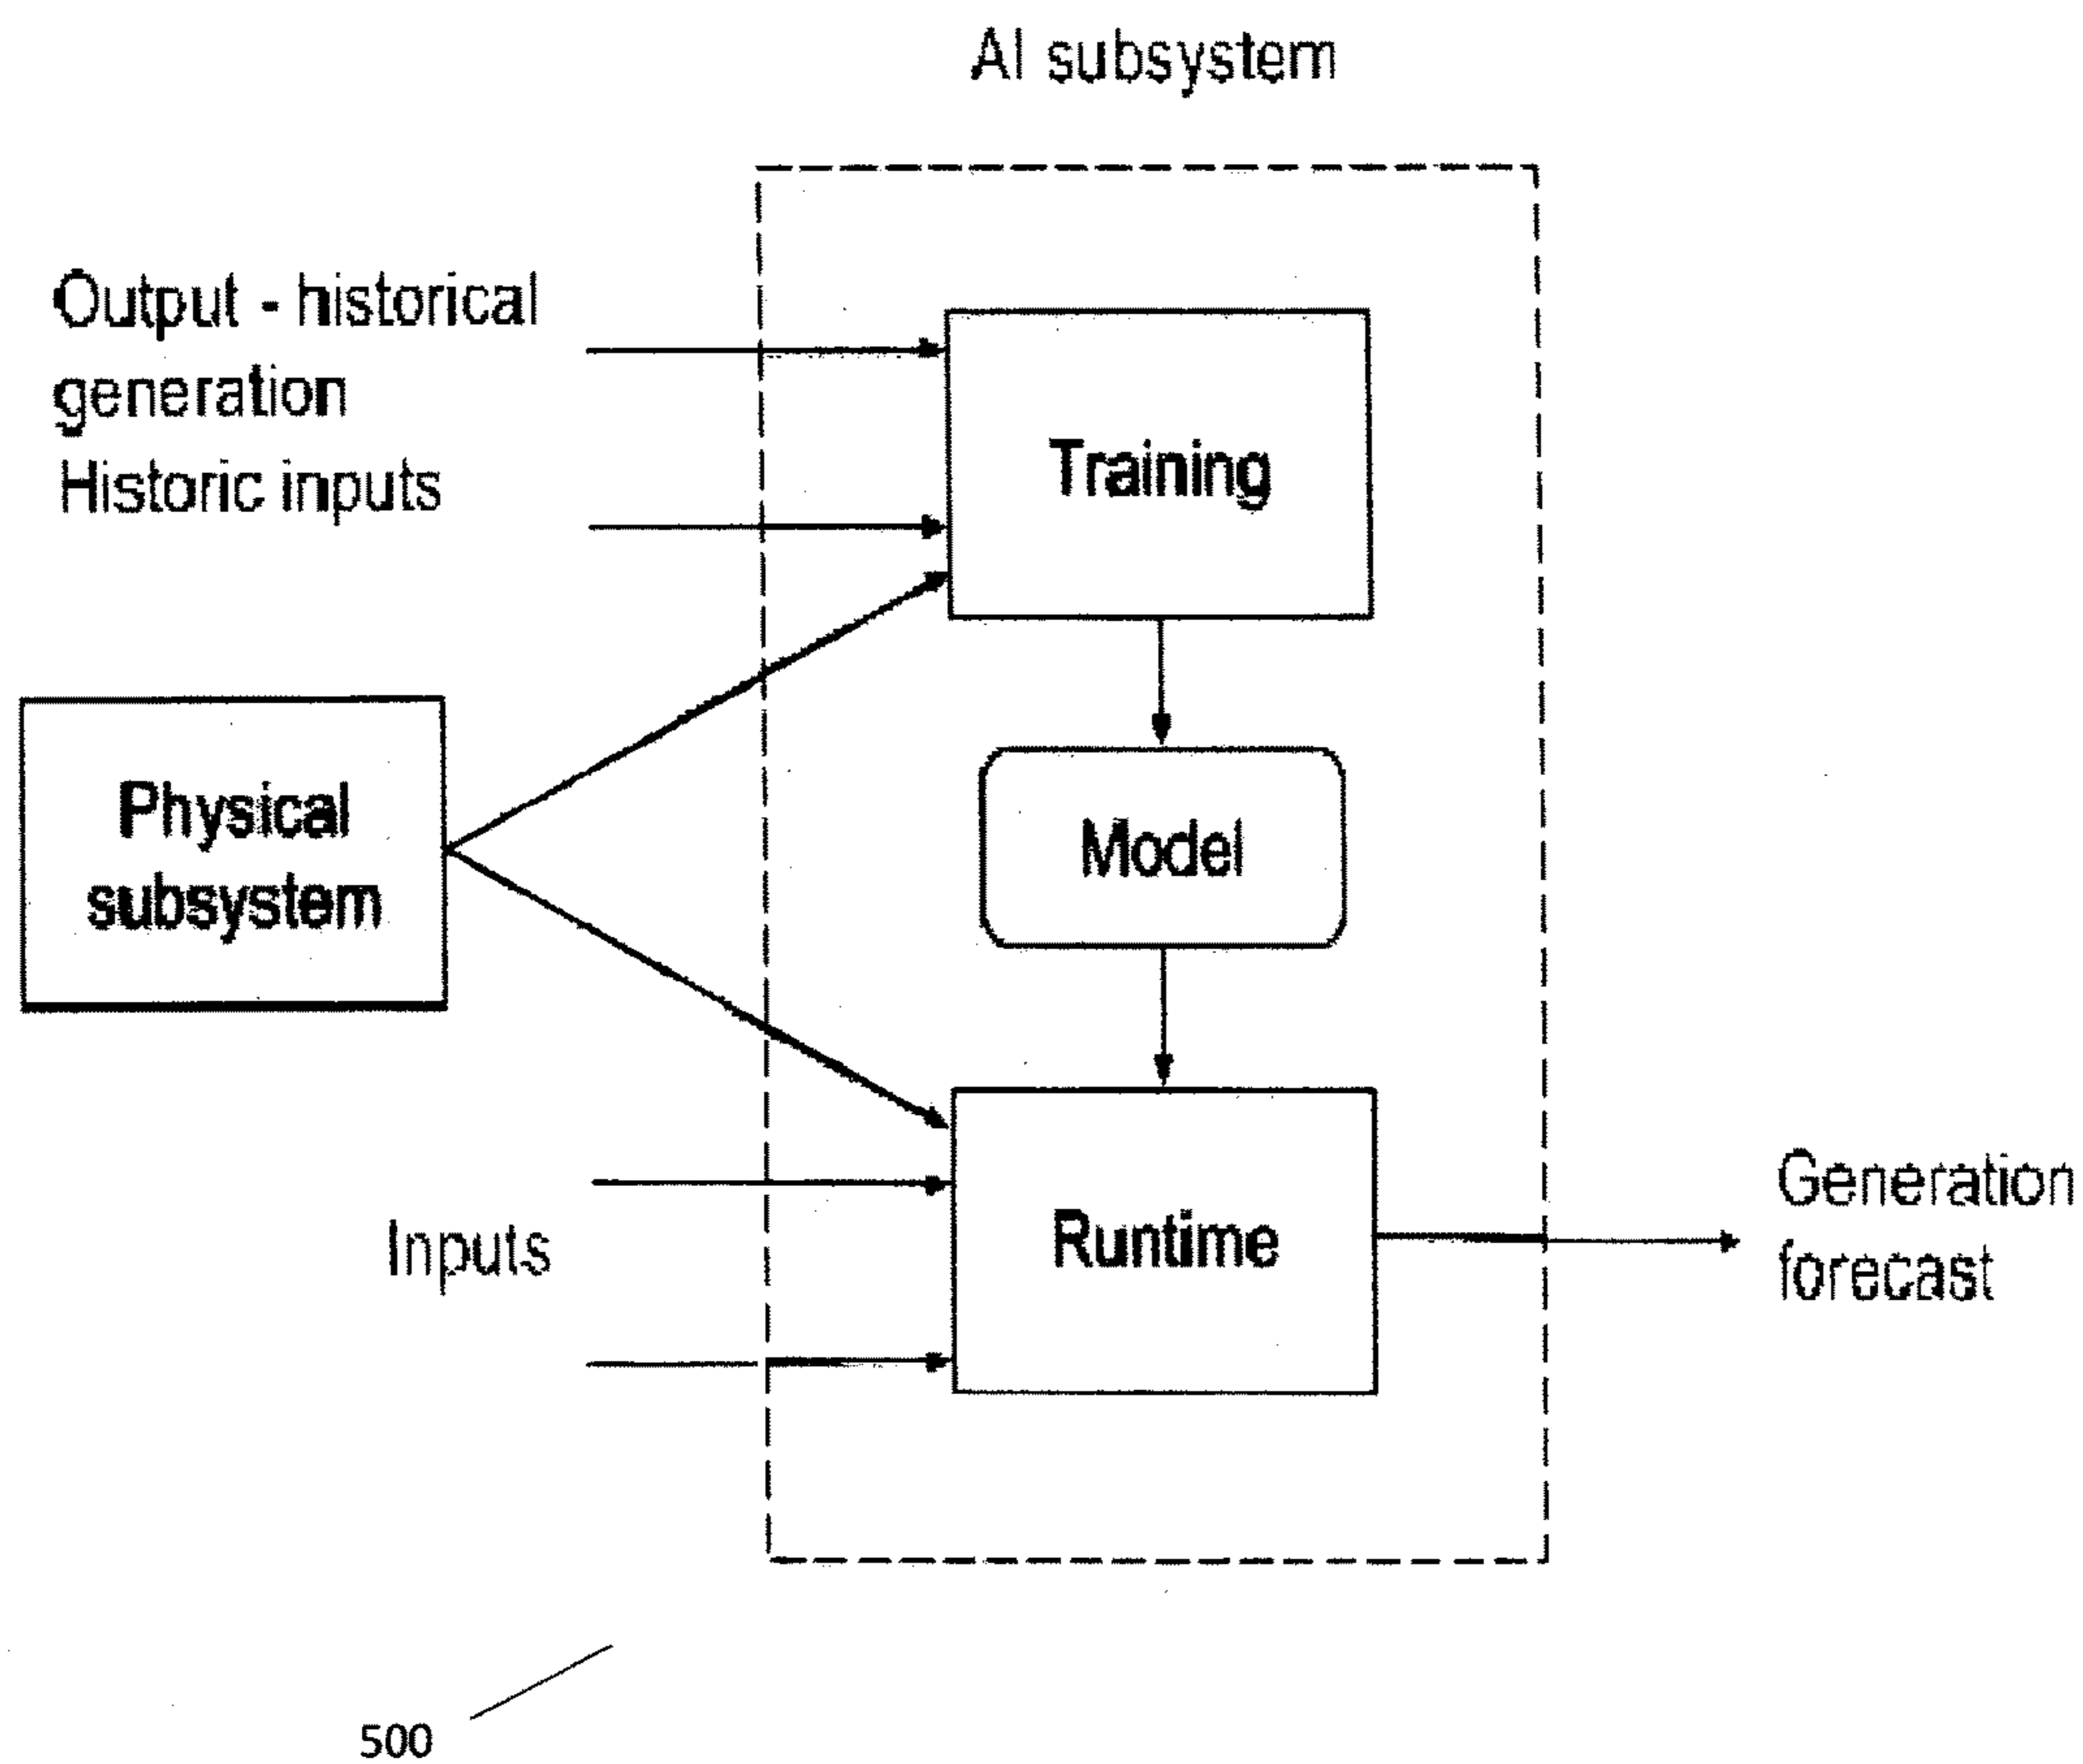 AI subsystem
Output - historical
generation
Historic inputs
Training
Physical
subsystem
Model
Inputs
Runtime
Generation
forecast
500